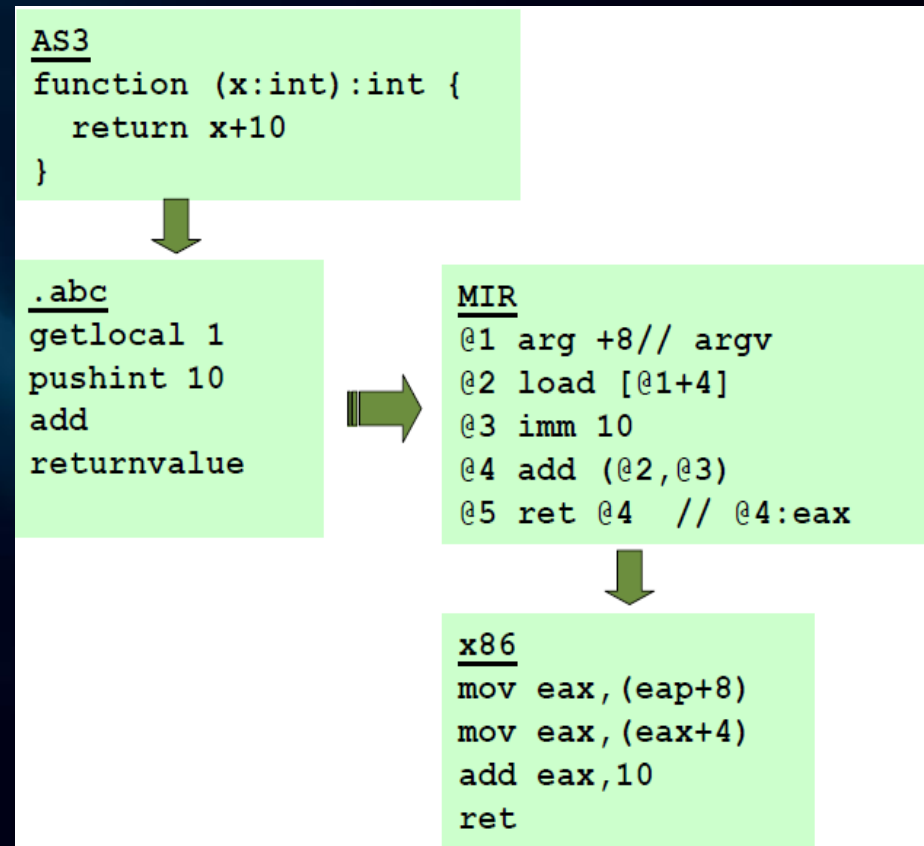 AS3
function (x:int):int {
  return x+10
}
.abc
getlocal 1
pushint 10
add
returnvalue
MIR
@1 arg +8// argv
@2 load [@1+4]
@3 imm 10
@4 add (@2,@3)
@5 ret @4  // @4:eax
x86
mov eax,(eap+8)
mov eax,(eax+4)
add eax,10
ret